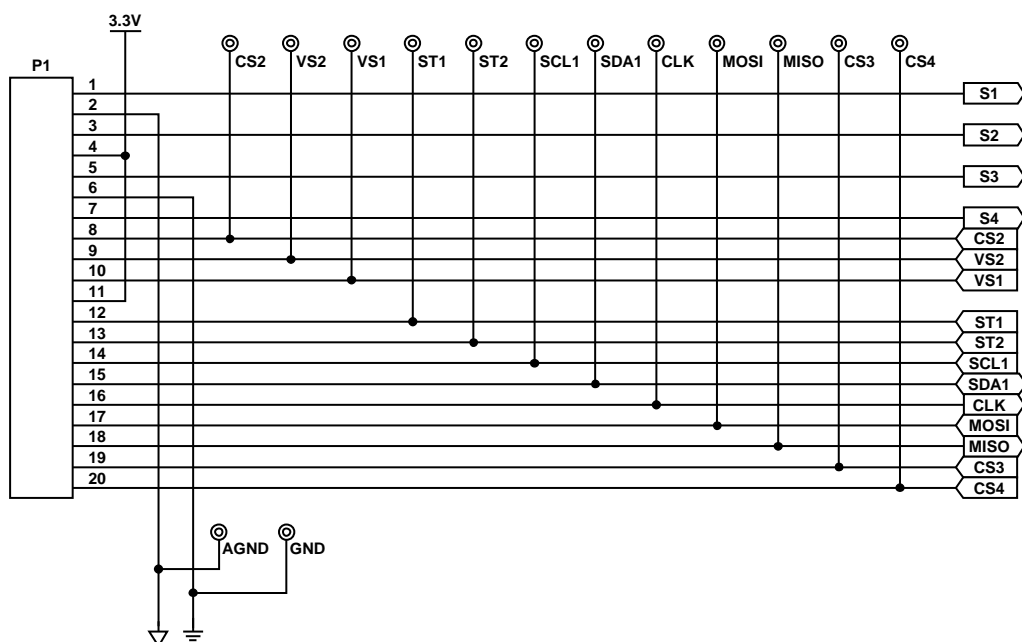 3.3V
P1
CS2 VS2 VS1 ST1 ST2 SCL1 SDA1 CLK MOSI MISO CS3 CS4
1 S1
2
3 S2
4
5 S3
6
7 S4
8 CS2
9 VS2
10 VS1
11
12 ST1
13 ST2
14 SCL1
15 SDA1
16 CLK
17 MOSI
18 MISO
19 CS3
20 CS4
AGND GND